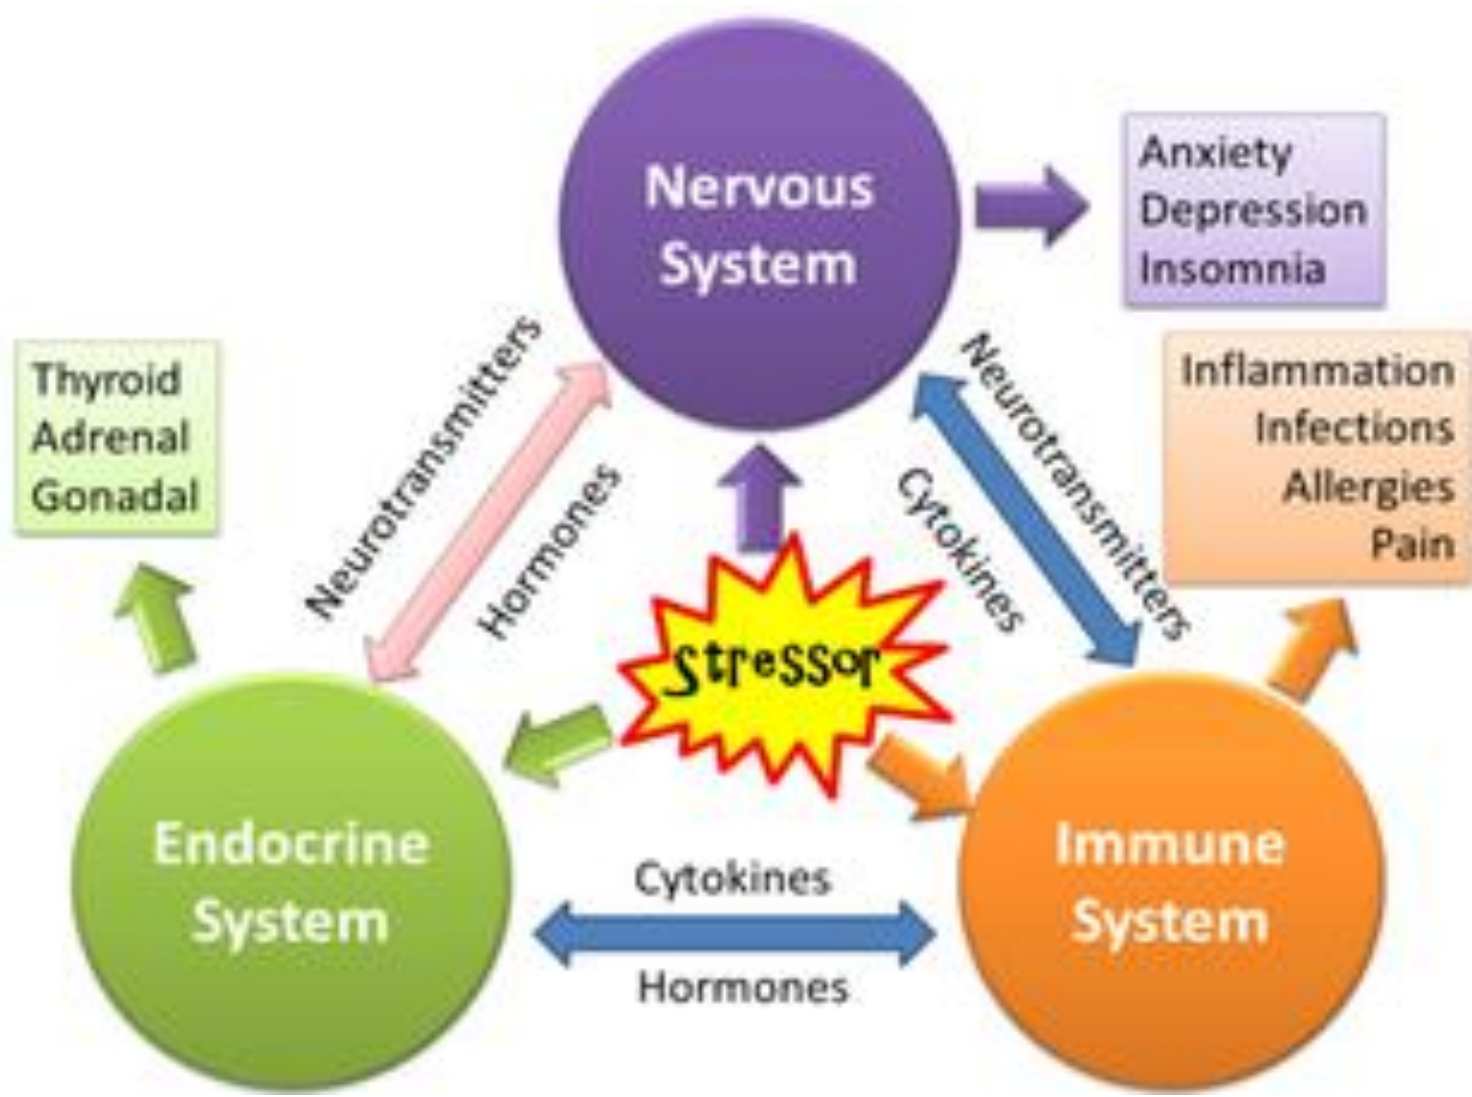 Nervous
System
Anxiety
Depression
Insomnia
Thyroid
Adrenal
Gonadal
Neurotransmitters
Hormones
Neurotransmitters
Cytokines
Inflammation
Infections
Allergies
Pain
Stressor
Endocrine
System
Cytokines
Hormones
Immune
System